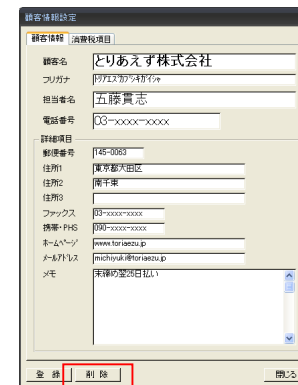 顧客情報設定
顧客情報 消費税項目
顧客名 とりあえず株式会社
フリガナ ﾄﾘｱｴｽﾞｶﾌﾞｼｷｶﾞｲｼｬ
担当者名 五藤貫志
電話番号 03-xxxx-xxxx
詳細項目
郵便番号 145-0063
住所1 東京都大田区
住所2 南千束
住所3
ファックス 03-xxxx-xxxx
携帯・PHS 090-xxxx-xxxx
ホームページ www.toriaezu.jp
メールアドレス michiyuki@toriaezu.jp
メモ 末締め翌25日払い
登 録 削 除 閉じる